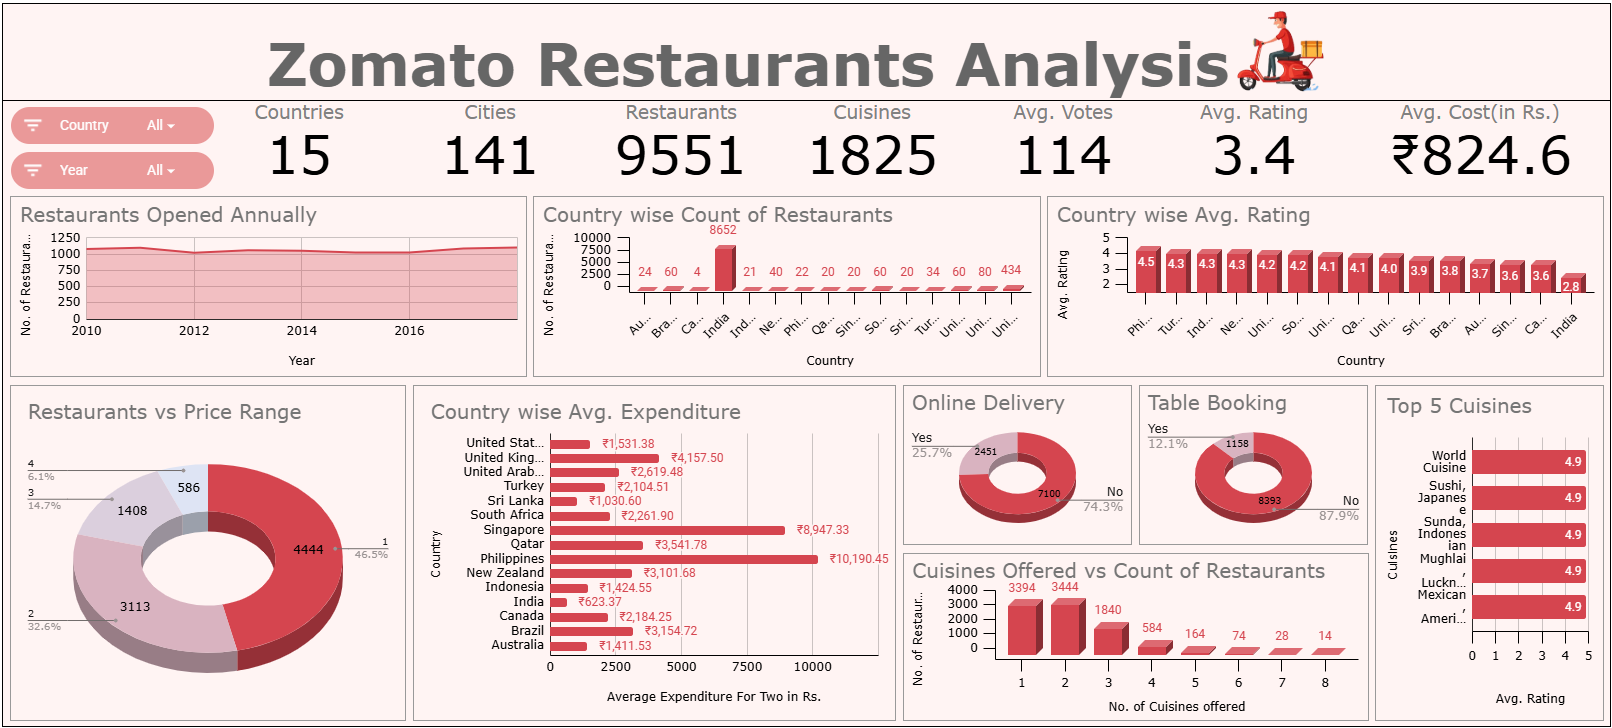 Zomato Restaurants Analysis
Country All
Year All
Countries
15
Cities
141
Restaurants
9551
Cuisines
1825
Avg. Votes
114
Avg. Rating
3.4
Avg. Cost(in Rs.)
₹824.6
Restaurants Opened Annually
No. of Restaura...
1250
1000
750
500
250
0
2010 2012 2014 2016
Year
Country wise Count of Restaurants
No. of Restaura...
10000
7500
5000
2500
0
24 60 4 8652 21 40 22 20 20 60 20 34 60 80 434
Au... Bra... Ca... India Ind... Ne... Phi... Qa... Sin... So... Sri... Tur... Uni... Uni... Uni...
Country
Country wise Avg. Rating
Avg. Rating
5
4
3
2
4.5 4.3 4.3 4.3 4.2 4.2 4.1 4.1 4.0 3.9 3.8 3.7 3.6 3.6 2.8
Phi... Tur... Ind... Ne... Uni... So... Uni... Qa... Uni... Sri... Bra... Au... Sin... Ca... India
Country
Restaurants vs Price Range
4
6.1%
586
3
14.7%
1408
4444
1
46.5%
3113
2
32.6%
Country wise Avg. Expenditure
Country
United Stat... ₹1,531.38
United King... ₹4,157.50
United Arab... ₹2,619.48
Turkey ₹2,104.51
Sri Lanka ₹1,030.60
South Africa ₹2,261.90
Singapore ₹8,947.33
Qatar ₹3,541.78
Philippines ₹10,190.45
New Zealand ₹3,101.68
Indonesia ₹1,424.55
India ₹623.37
Canada ₹2,184.25
Brazil ₹3,154.72
Australia ₹1,411.53
0 2500 5000 7500 10000
Average Expenditure For Two in Rs.
Online Delivery
Yes
25.7%
2451
7100
No
74.3%
Table Booking
Yes
12.1%
1158
8393
No
87.9%
Cuisines Offered vs Count of Restaurants
No. of Restaur...
4000
3000
2000
1000
0
3394 3444 1840 584 164 74 28 14
1 2 3 4 5 6 7 8
No. of Cuisines offered
Top 5 Cuisines
Cuisines
World
Cuisine
4.9
Sushi,
Japanes
e
4.9
Sunda,
Indones
ian
4.9
Mughlai
,
Luckn...
4.9
Mexican
,
Ameri...
4.9
0 1 2 3 4 5
Avg. Rating